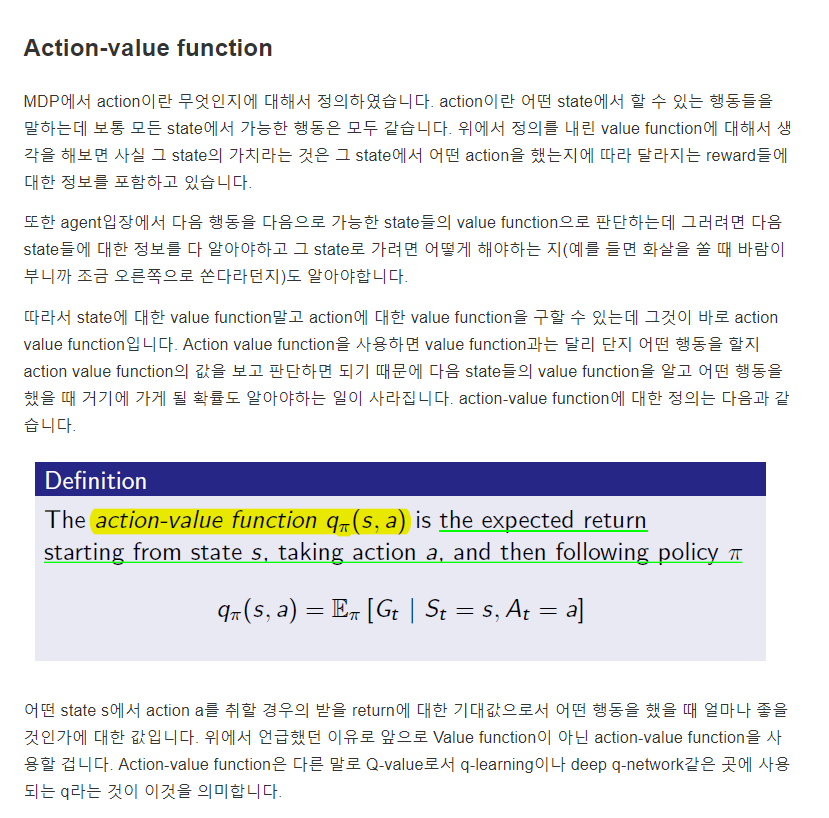 Action-value function
MDP에서 action이란 무엇인지에 대해서 정의하였습니다. action이란 어떤 state에서 할 수 있는 행동들을
말하는데 보통 모든 state에서 가능한 행동은 모두 같습니다. 위에서 정의를 내린 value function에 대해서 생
각을 해보면 사실 그 state의 가치라는 것은 그 state에서 어떤 action을 했는지에 따라 달라지는 reward들에
대한 정보를 포함하고 있습니다.
또한 agent입장에서 다음 행동을 다음으로 가능한 state들의 value function으로 판단하는데 그러려면 다음
state들에 대한 정보를 다 알아야하고 그 state로 가려면 어떻게 해야하는 지(예를 들면 화살을 쏠 때 바람이
부니까 조금 오른쪽으로 쏜다라던지)도 알아야합니다.
따라서 state에 대한 value function말고 action에 대한 value function을 구할 수 있는데 그것이 바로 action
value function입니다. Action value function을 사용하면 value function과는 달리 단지 어떤 행동을 할지
action value function의 값을 보고 판단하면 되기 때문에 다음 state들의 value function을 알고 어떤 행동을
했을 때 거기에 가게 될 확률도 알아야하는 일이 사라집니다. action-value function에 대한 정의는 다음과 같
습니다.
Definition
The action-value function qπ(s, a) is the expected return
starting from state s, taking action a, and then following policy π
qπ(s, a) = 𝔼π [Gt | St = s, At = a]
어떤 state s에서 action a를 취할 경우의 받을 return에 대한 기대값으로서 어떤 행동을 했을 때 얼마나 좋을
것인가에 대한 값입니다. 위에서 언급했던 이유로 앞으로 Value function이 아닌 action-value function을 사
용할 겁니다. Action-value function은 다른 말로 Q-value로서 q-learning이나 deep q-network같은 곳에 사용
되는 q라는 것이 이것을 의미합니다.